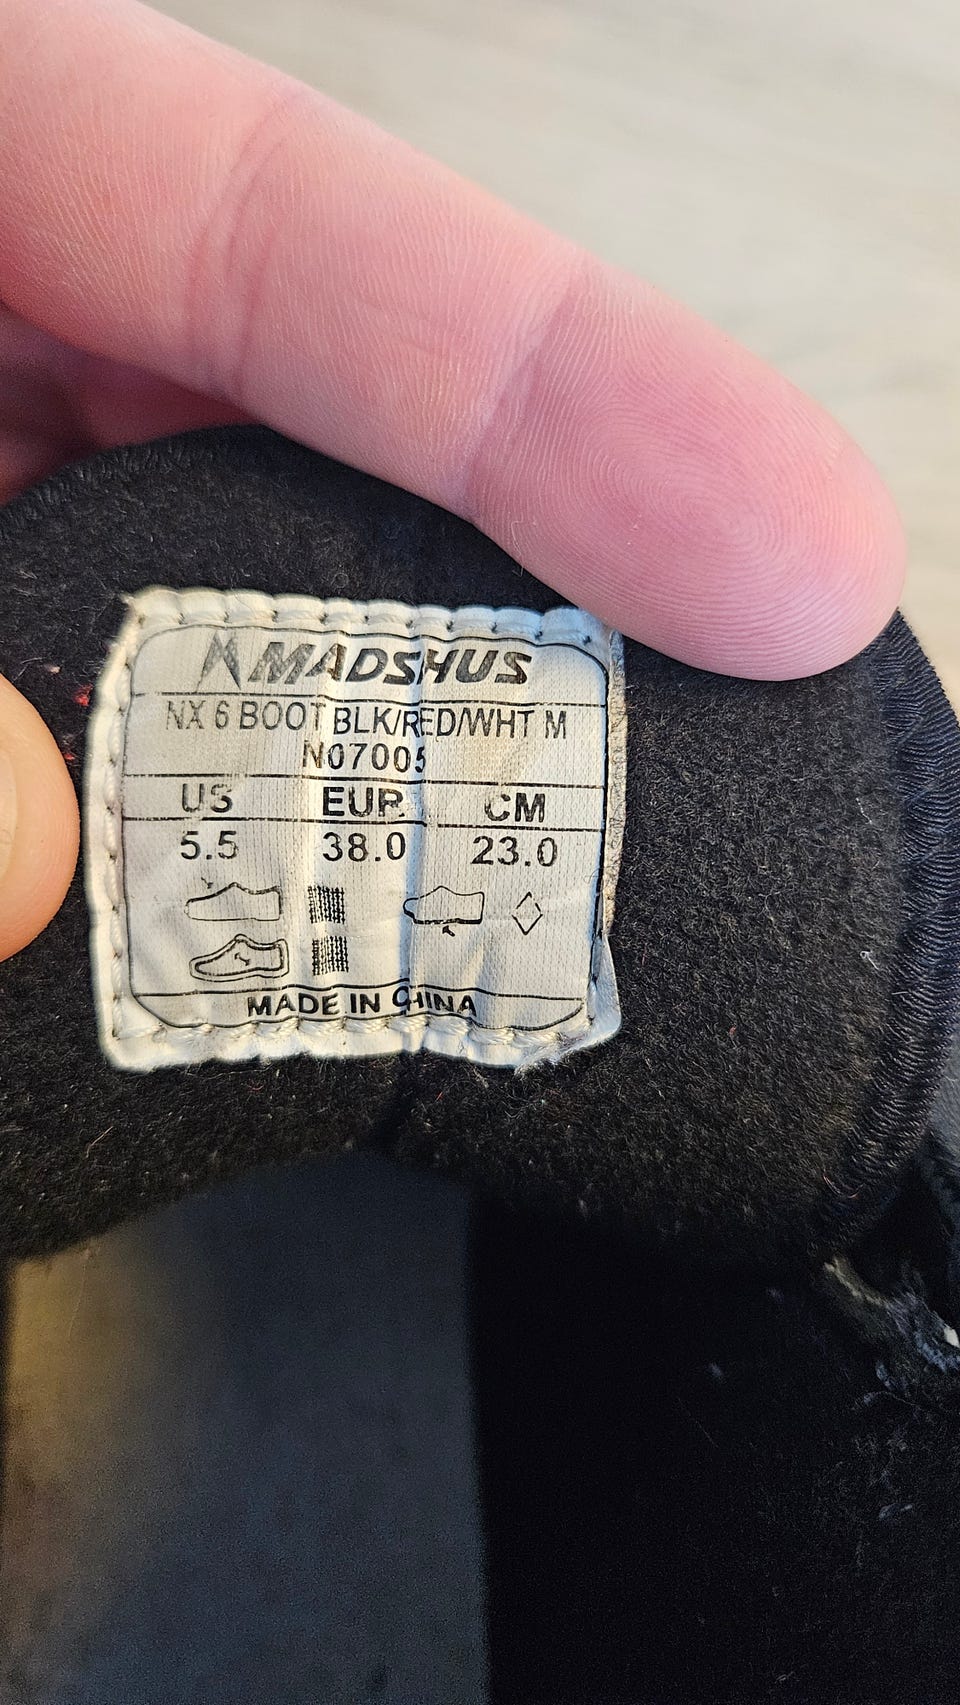 MADSHUS
NX 6 BOOT BLK/RED/WHT M
N07005
US EUR CM
5.5 38.0 23.0
MADE IN CHINA